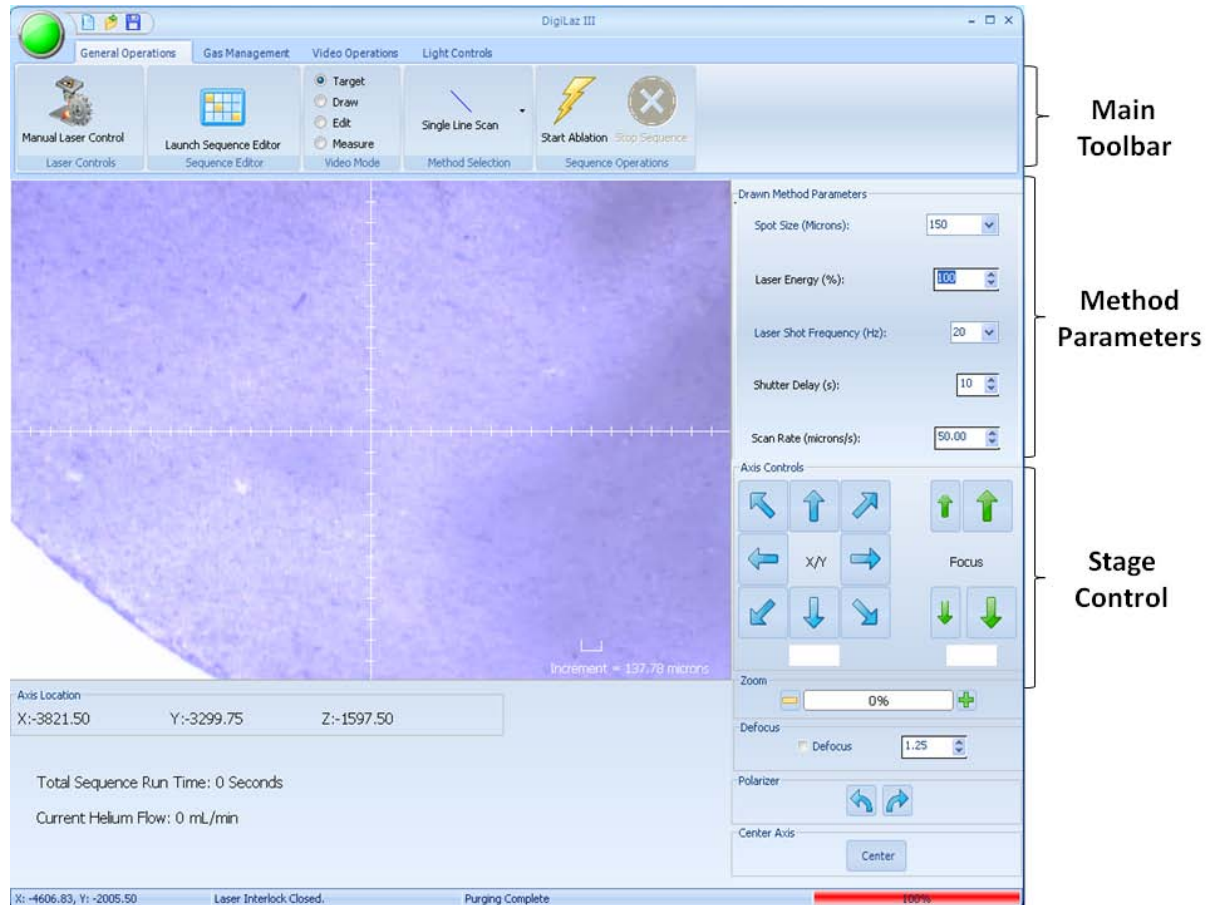 DigiLaz III
General Operations Gas Management Video Operations Light Controls
Manual Laser Control
Laser Controls
Launch Sequence Editor
Sequence Editor
Target
Draw
Edit
Measure
Video Mode
Single Line Scan
Method Selection
Start Ablation Stop Sequence
Sequence Operations
Main
Toolbar
Drawn Method Parameters
Spot Size (Microns): 150
Laser Energy (%): 100
Laser Shot Frequency (Hz): 20
Shutter Delay (s): 10
Scan Rate (microns/s): 50.00
Method
Parameters
Axis Controls
X/Y
Focus
Stage
Control
Increment = 137.78 microns
Zoom
0%
Defocus
Defocus 1.25
Polarizer
Center Axis
Center
Axis Location
X:-3821.50 Y:-3299.75 Z:-1597.50
Total Sequence Run Time: 0 Seconds
Current Helium Flow: 0 mL/min
X: -4606.83, Y: -2005.50 Laser Interlock Closed. Purging Complete 100%